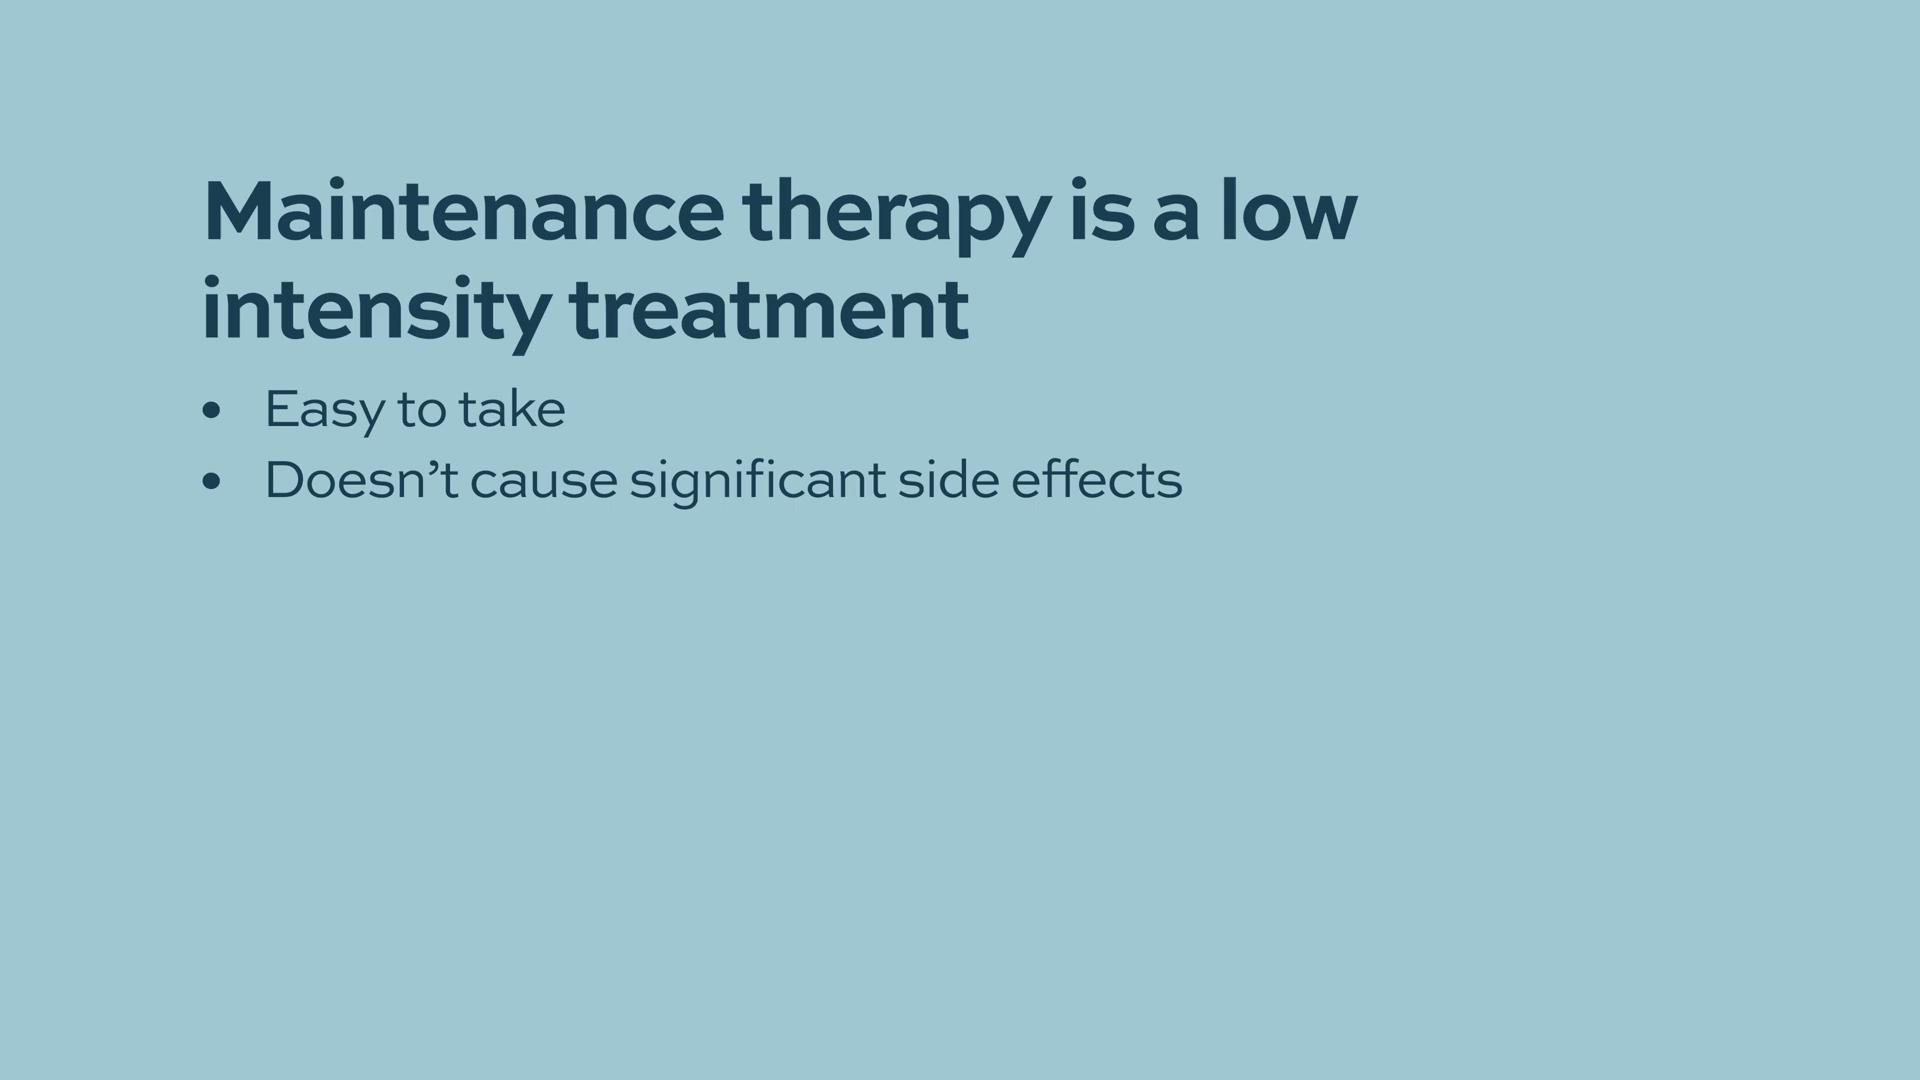 Maintenance therapy is a low
intensity treatment
• Easy to take
• Doesn’t cause significant side effects